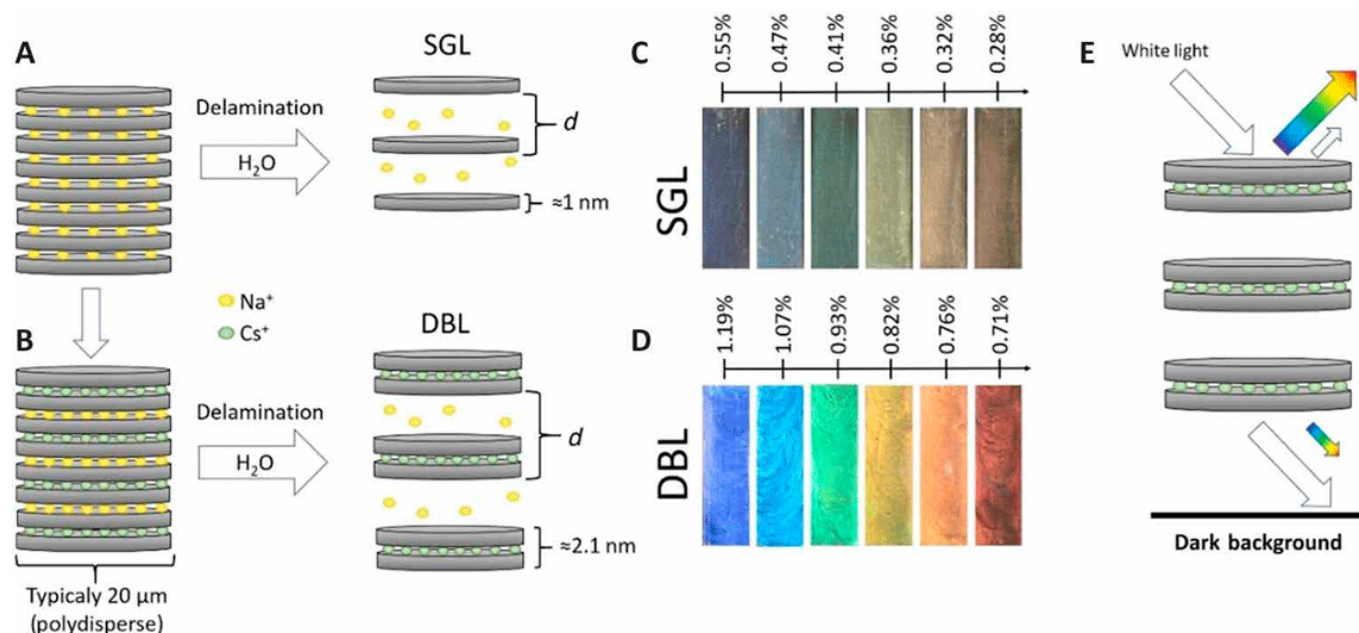 A
SGL
Delamination
H₂O
d
≈1 nm
Na⁺
Cs⁺
B
DBL
Delamination
H₂O
d
≈2.1 nm
Typicaly 20 µm
(polydisperse)
C
0.55%
0.47%
0.41%
0.36%
0.32%
0.28%
SGL
D
1.19%
1.07%
0.93%
0.82%
0.76%
0.71%
DBL
E
White light
Dark background